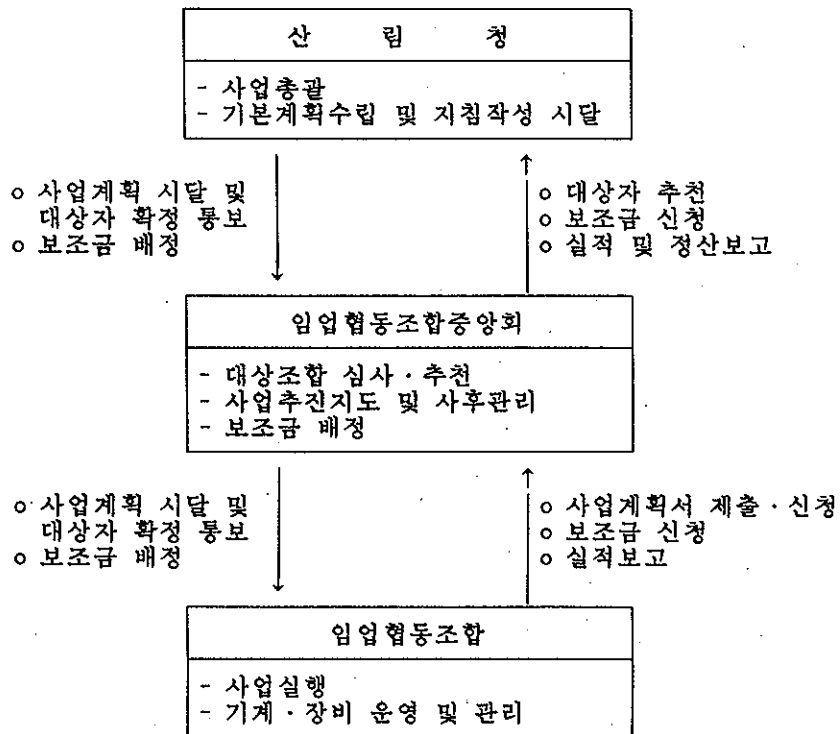 산 림 청
- 사업총괄
- 기본계획수립 및 지침작성 시달
o 사업계획 시달 및
대상자 확정 통보
o 보조금 배정
o 대상자 추천
o 보조금 신청
o 실적 및 정산보고
임업협동조합중앙회
- 대상조합 심사·추천
- 사업추진지도 및 사후관리
- 보조금 배정
o 사업계획 시달 및
대상자 확정 통보
o 보조금 배정
o 사업계획서 제출·신청
o 보조금 신청
o 실적보고
임업협동조합
- 사업실행
- 기계·장비 운영 및 관리